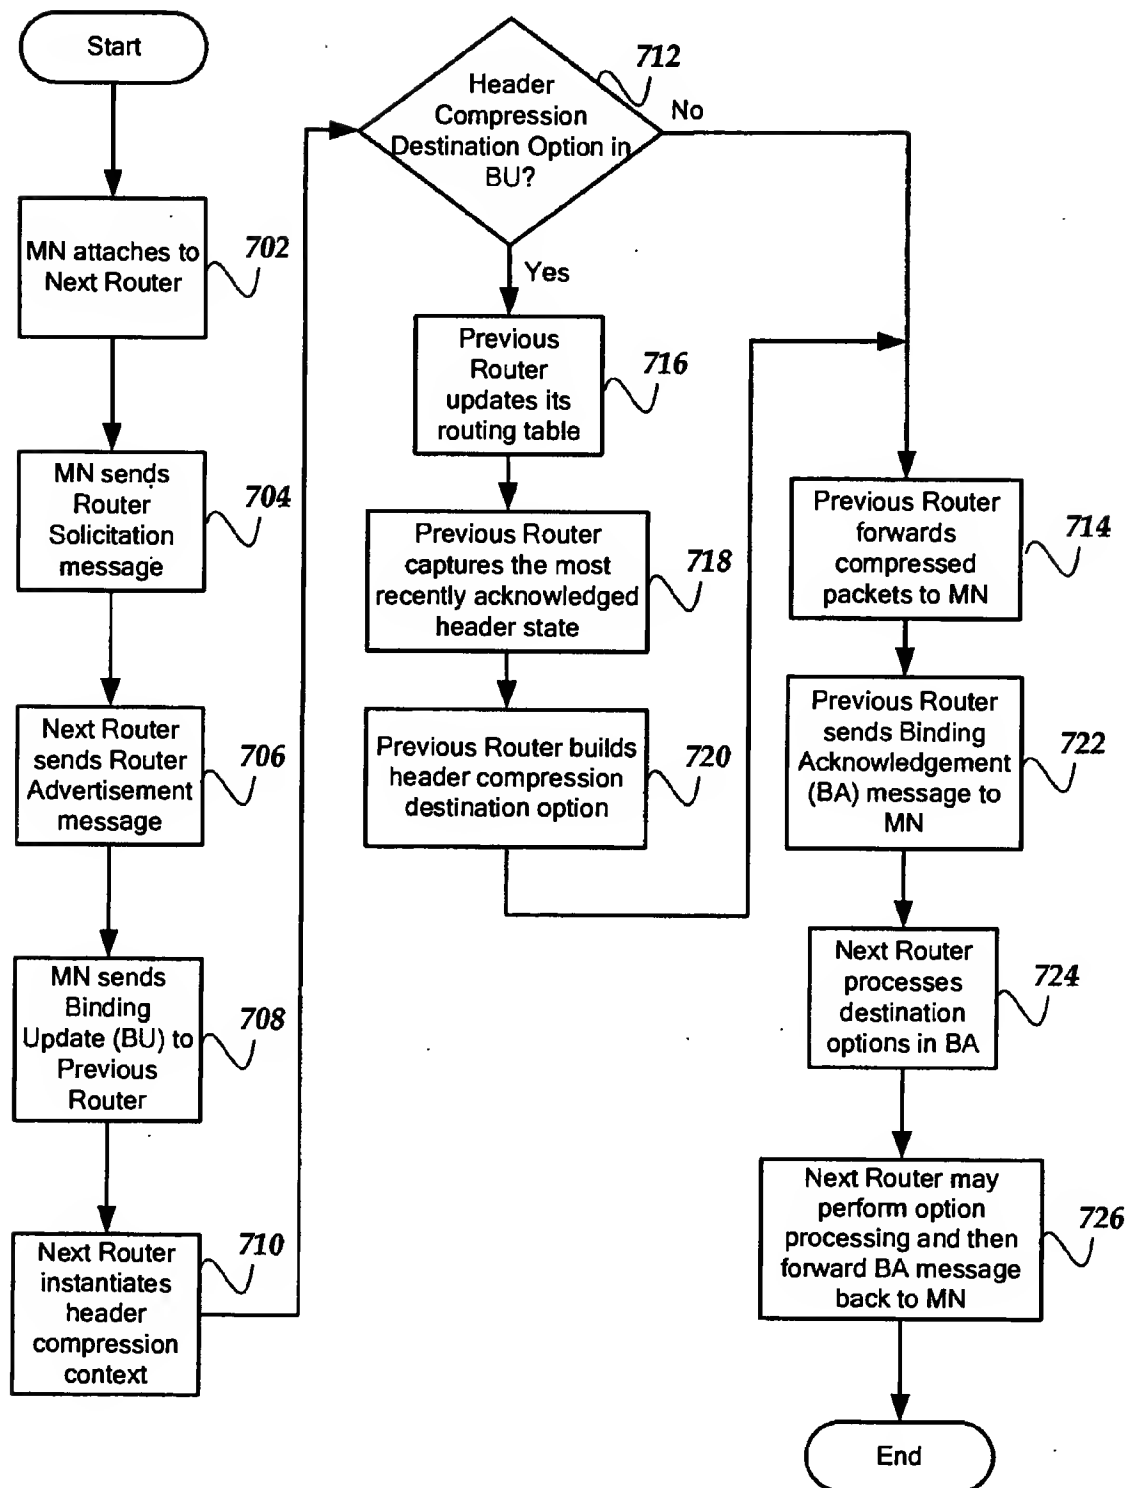 Start
MN attaches to
Next Router
702
MN sends
Router
Solicitation
message
704
Next Router
sends Router
Advertisement
message
706
MN sends
Binding
Update (BU) to
Previous
Router
708
Next Router
instantiates
header
compression
context
710
Header
Compression
Destination Option in
BU?
712
No
Yes
Previous
Router
updates its
routing table
716
Previous Router
captures the most
recently acknowledged
header state
718
Previous Router builds
header compression
destination option
720
Previous Router
forwards
compressed
packets to MN
714
Previous Router
sends Binding
Acknowledgement
(BA) message to
MN
722
Next Router
processes
destination
options in BA
724
Next Router may
perform option
processing and then
forward BA message
back to MN
726
End